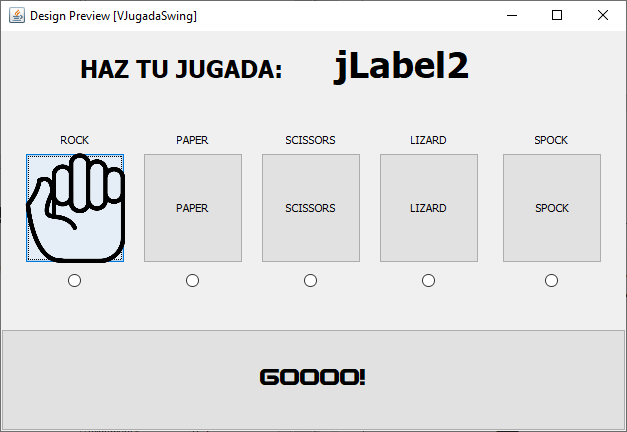 Design Preview [VJugadaSwing]
HAZ TU JUGADA: jLabel2
ROCK PAPER SCISSORS LIZARD SPOCK
PAPER SCISSORS LIZARD SPOCK
GOOOO!